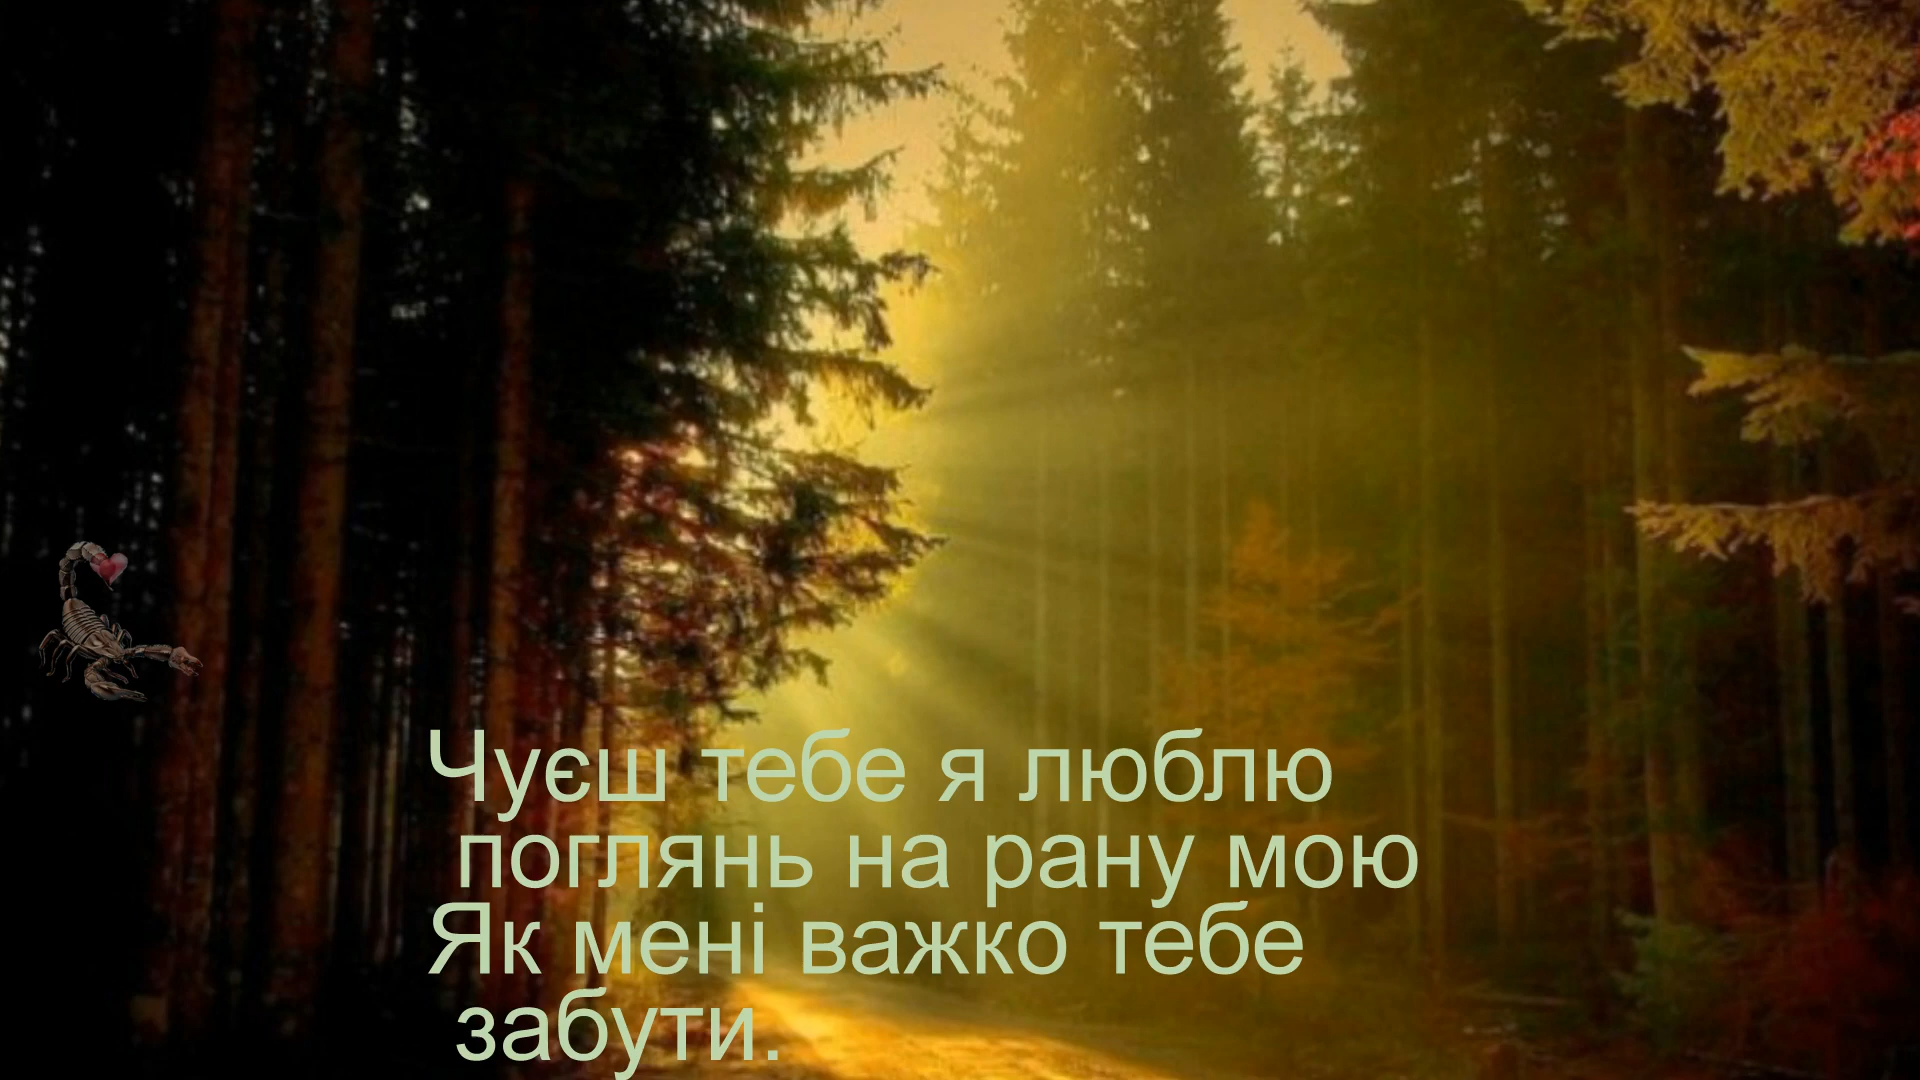 Чуєш тебе я люблю
поглянь на рану мою
Як мені важко тебе
забути.